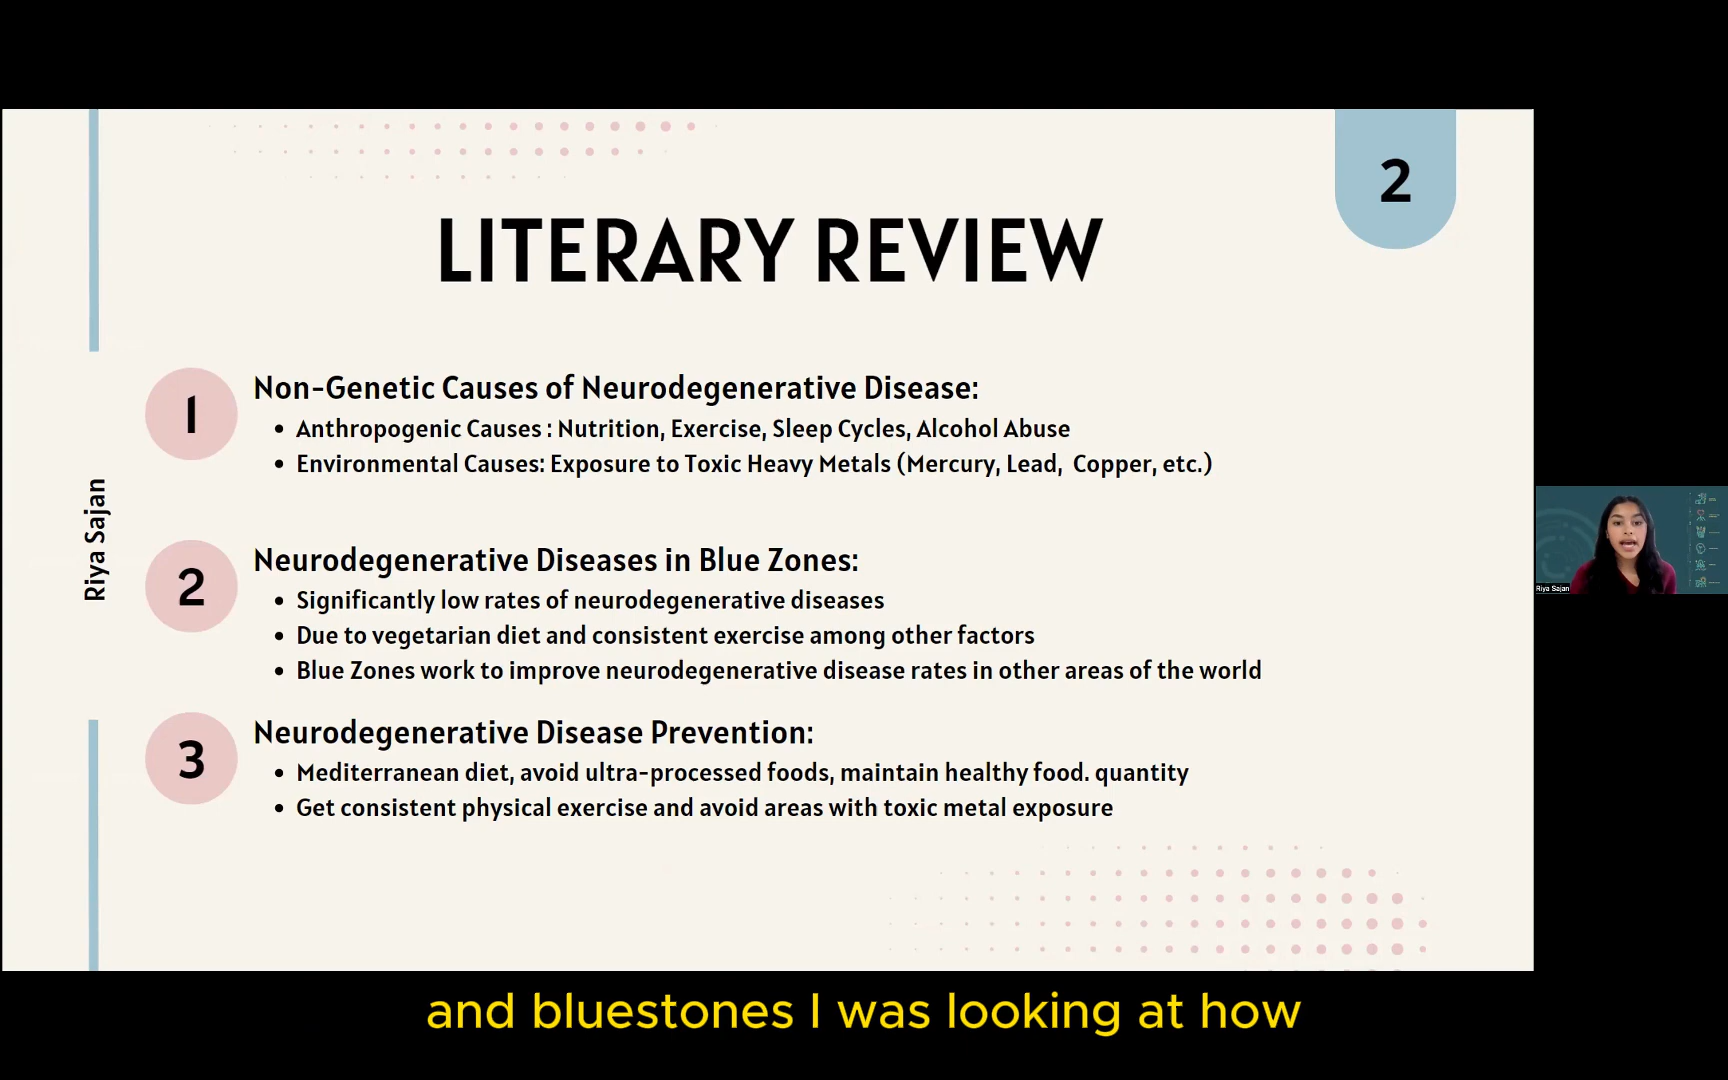 2
LITERARY REVIEW
1
Non-Genetic Causes of Neurodegenerative Disease:
• Anthropogenic Causes : Nutrition, Exercise, Sleep Cycles, Alcohol Abuse
• Environmental Causes: Exposure to Toxic Heavy Metals (Mercury, Lead,  Copper, etc.)
Riya Sajan
2
Neurodegenerative Diseases in Blue Zones:
• Significantly low rates of neurodegenerative diseases
• Due to vegetarian diet and consistent exercise among other factors
• Blue Zones work to improve neurodegenerative disease rates in other areas of the world
3
Neurodegenerative Disease Prevention:
• Mediterranean diet, avoid ultra-processed foods, maintain healthy food. quantity
• Get consistent physical exercise and avoid areas with toxic metal exposure
Riya Sajan
and bluestones I was looking at how